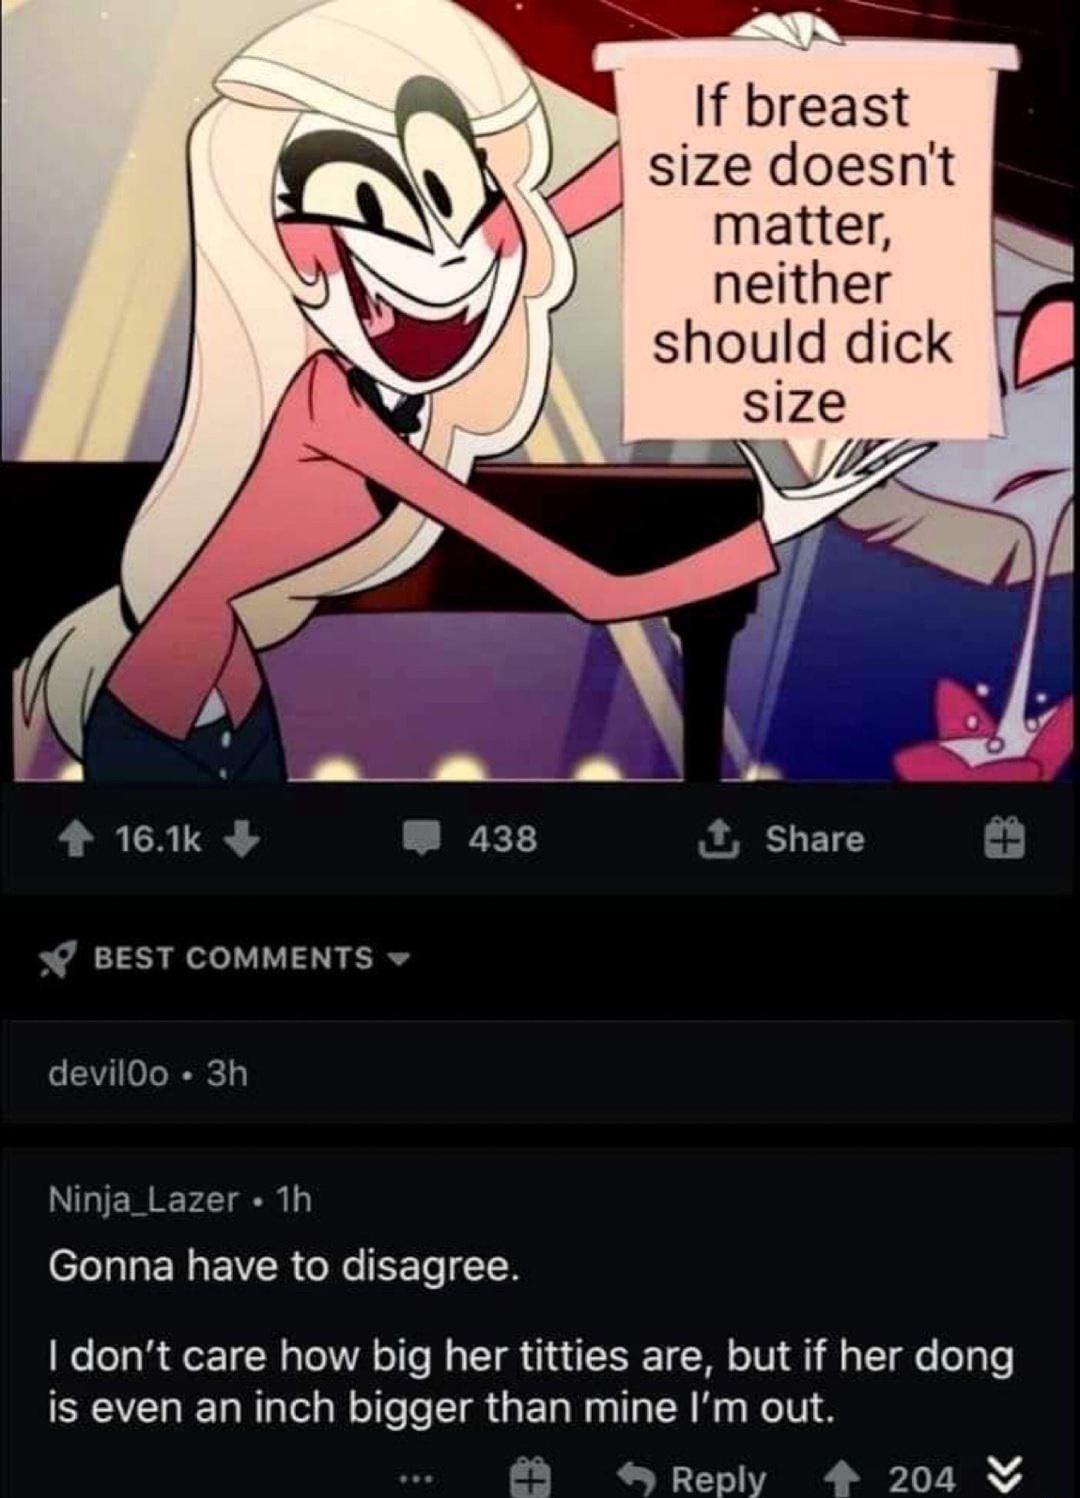 If breast
size doesn't
matter,
neither
should dick
size
16.1k
438
Share
BEST COMMENTS
devil0o • 3h
Ninja_Lazer • 1h
Gonna have to disagree.
I don't care how big her titties are, but if her dong
is even an inch bigger than mine I'm out.
... Reply 204